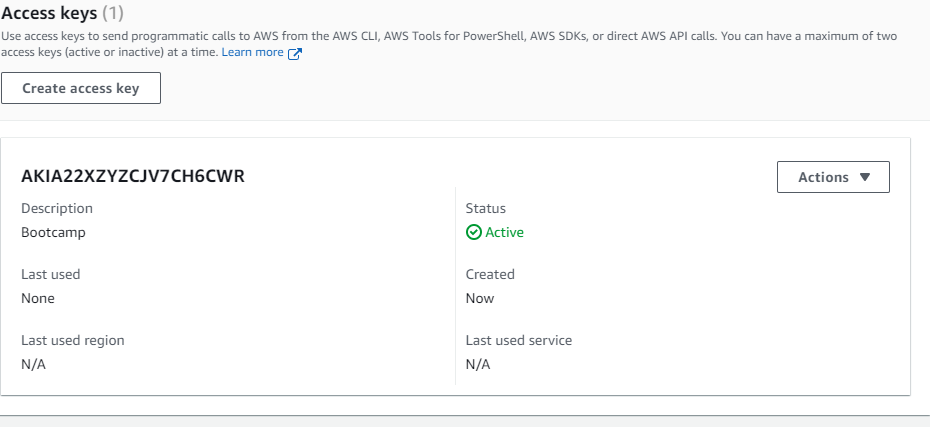 Access keys (1)
Use access keys to send programmatic calls to AWS from the AWS CLI, AWS Tools for PowerShell, AWS SDKs, or direct AWS API calls. You can have a maximum of two
access keys (active or inactive) at a time. Learn more
Create access key
AKIA22XZYZCJV7CH6CWR
Actions
Description
Status
Bootcamp
Active
Last used
Created
None
Now
Last used region
Last used service
N/A
N/A